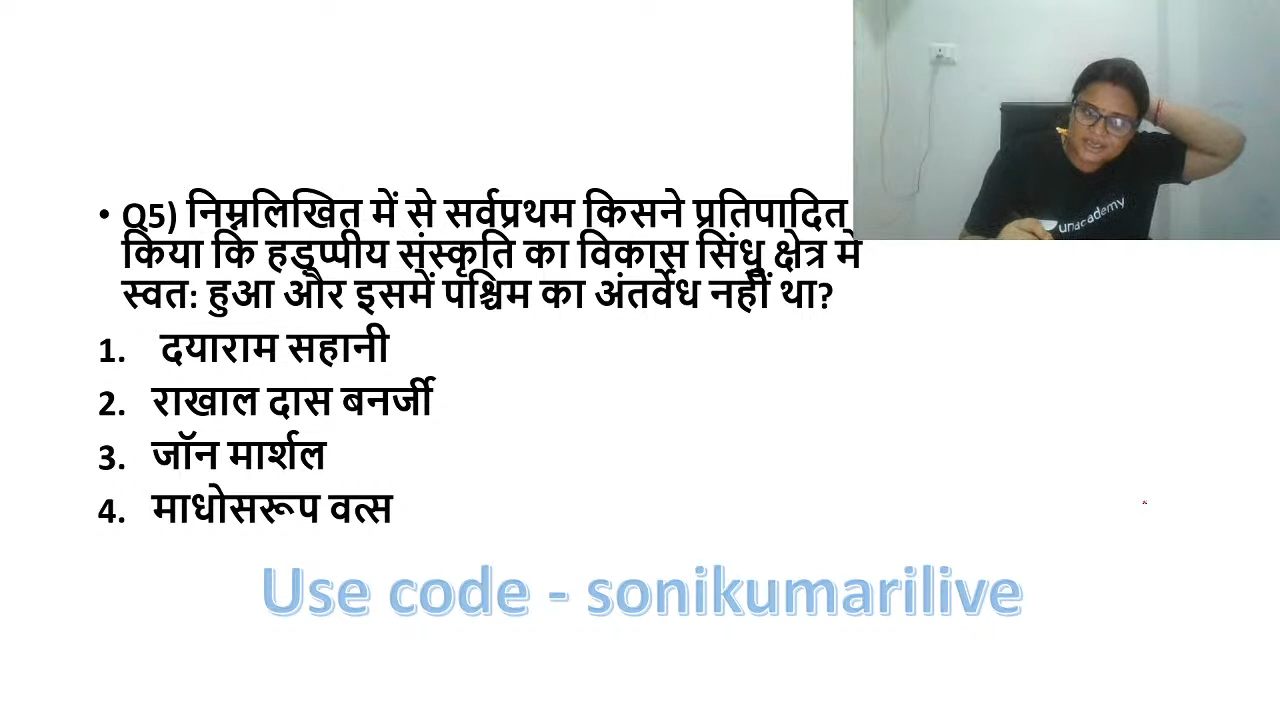 • Q5) निम्नलिखित में से सर्वप्रथम किसने प्रतिपादित
किया कि हड़प्पीय संस्कृति का विकास सिंधु क्षेत्र मे
स्वत: हुआ और इसमें पश्चिम का अंतर्वेध नहीं था?
1. दयाराम सहानी
2. राखाल दास बनर्जी
3. जॉन मार्शल
4. माधोसरूप वत्स
Use code - sonikumarilive
unacademy